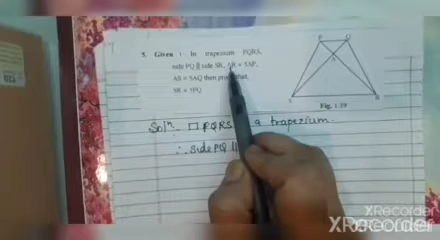 5. Given : In trapezium PQRS,
side PQ || side SR, AR = 5AP,
AS = 5AQ then prove that,
SR = 5PQ
P Q
A
S R
Fig. 1.39
Solⁿ- □ PQRS a trapezium.
∴ side PQ ||
XRecorder
XRecorder